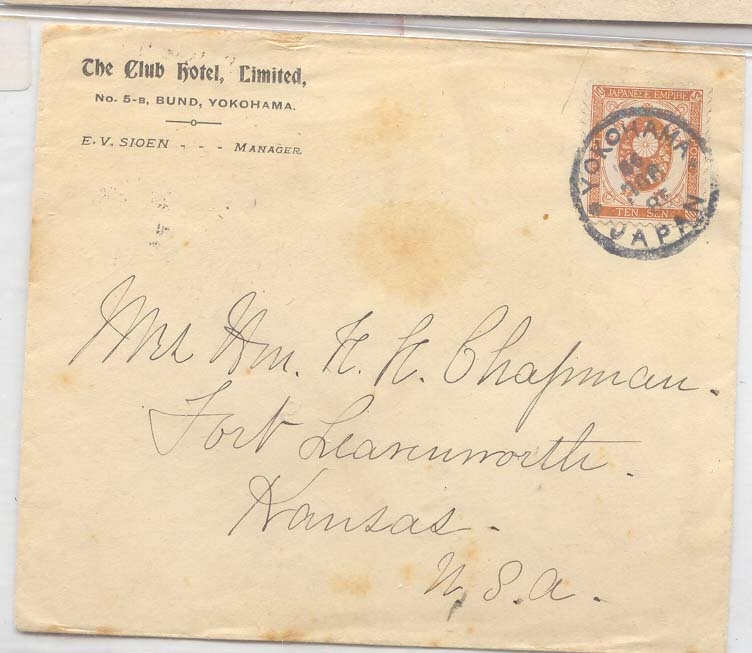 The Club Hotel, Limited,
No. 5-B, BUND, YOKOHAMA.
E. V. SIOEN - - - MANAGER.
JAPANESE EMPIRE
TEN SEN
YOKOHAMA
JAPAN
Mrs Wm. H. H. Chapman.
Fort Leavenworth.
Kansas.
U. S. A.